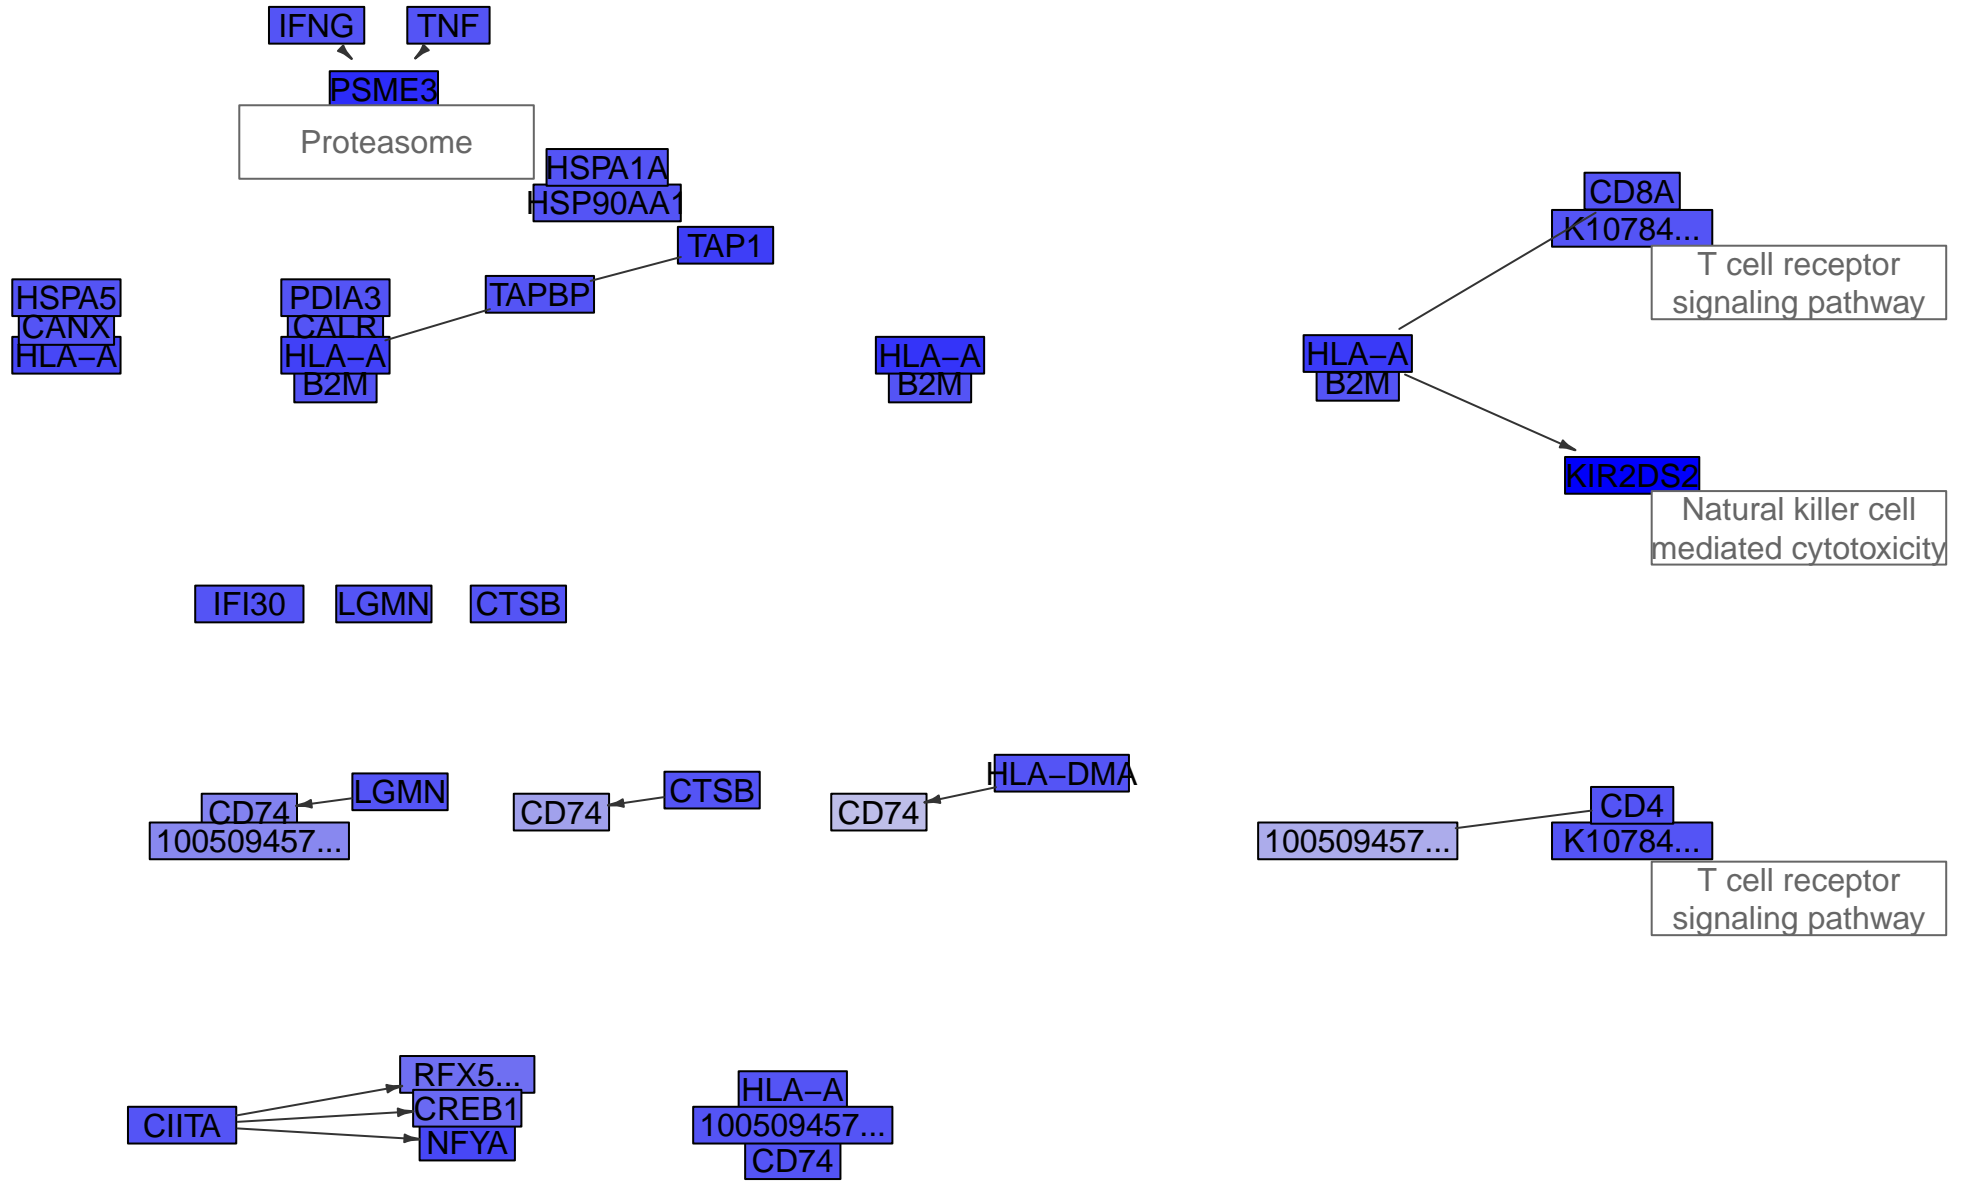 IFNG
TNF
PSME3
Proteasome
HSPA1A
HSP90AA1
TAP1
TAPBP
HSPA5
CANX
HLA−A
PDIA3
CALR
HLA−A
B2M
HLA−A
B2M
CD8A
K10784...
T cell receptor
signaling pathway
HLA−A
B2M
KIR2DS2
Natural killer cell
mediated cytotoxicity
IFI30
LGMN
CTSB
LGMN
CD74
100509457...
CTSB
CD74
HLA−DMA
CD74
CD4
100509457...
K10784...
T cell receptor
signaling pathway
CIITA
RFX5...
CREB1
NFYA
HLA−A
100509457...
CD74